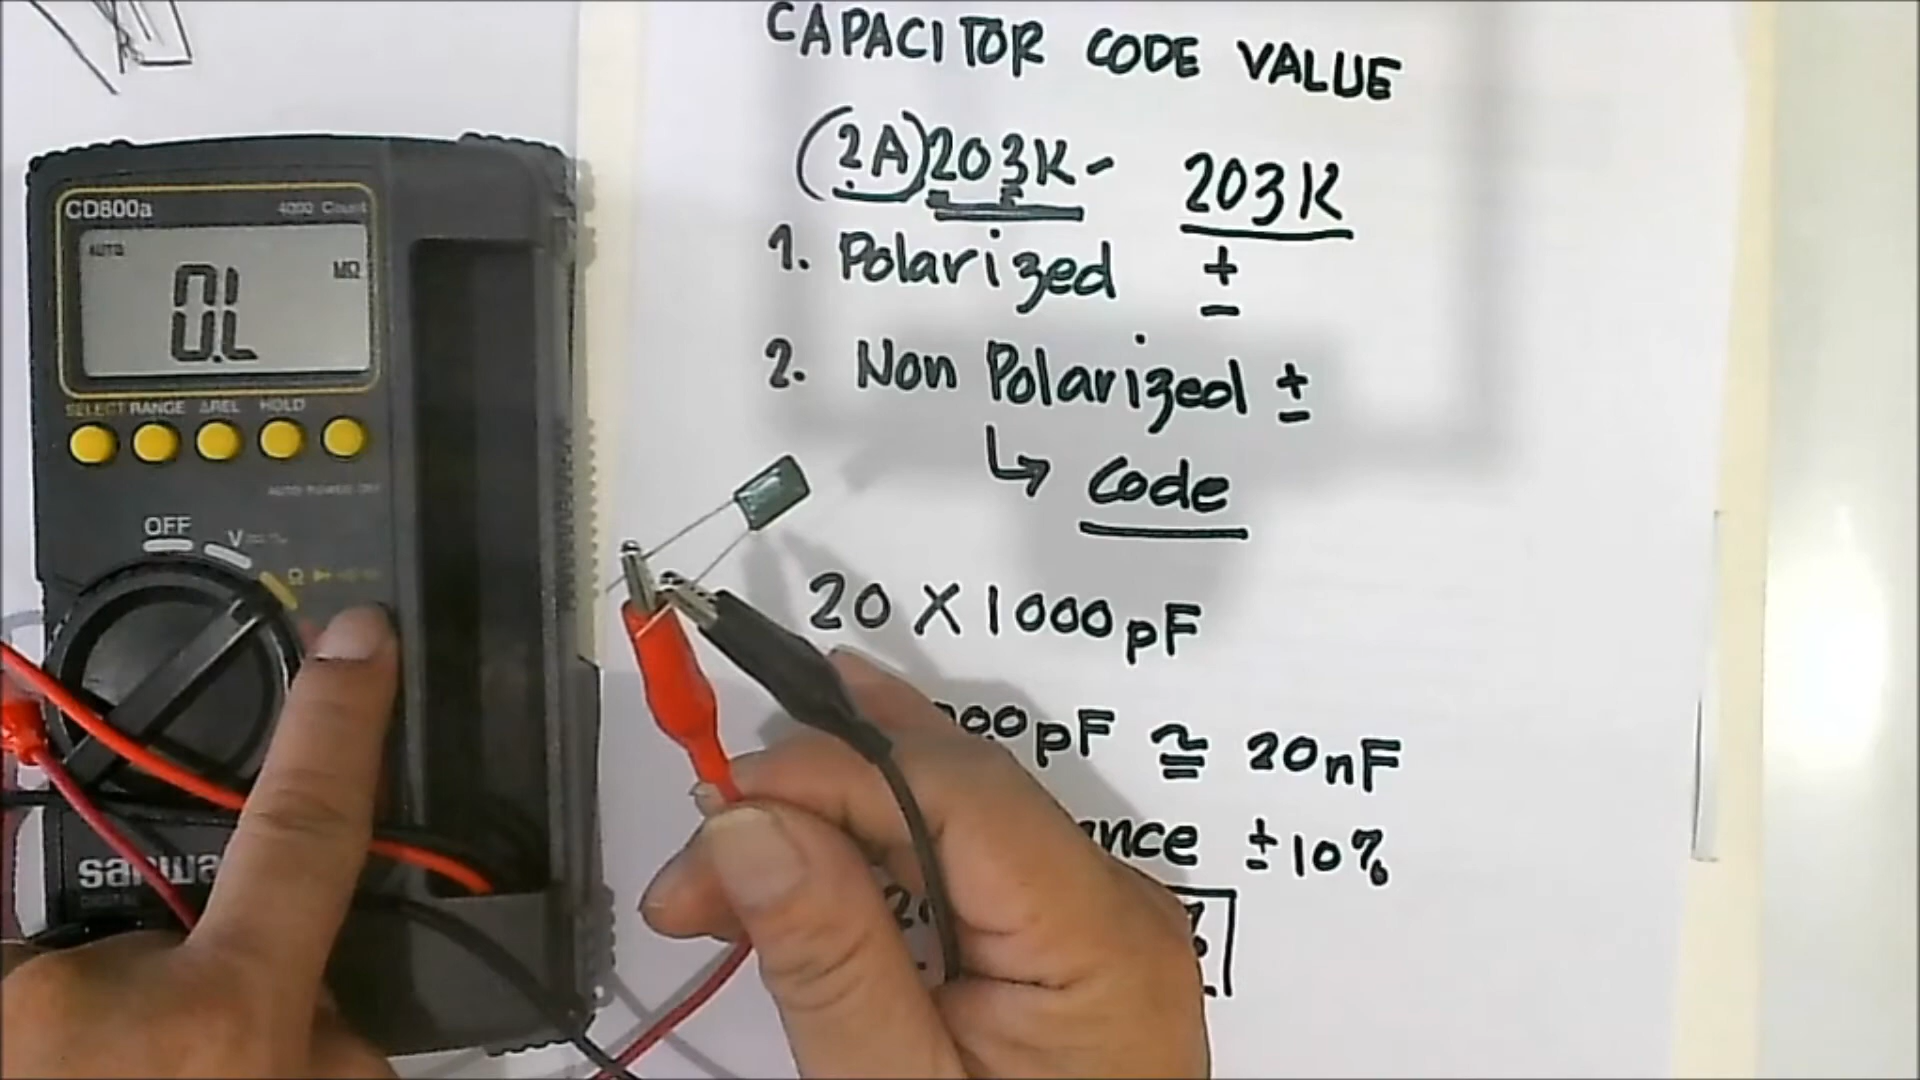 CAPACITOR CODE VALUE
(2A)203K- 203K
1. Polarized ±
2. Non Polarized ±
↳ Code
20 X 1000pF
pF ≅ 20nF
±10%
CD800a 4000 Count
AUTO
O.L MΩ
SELECT RANGE ΔREL HOLD
AUTO POWER OFF
OFF
V
Ω
sanwa